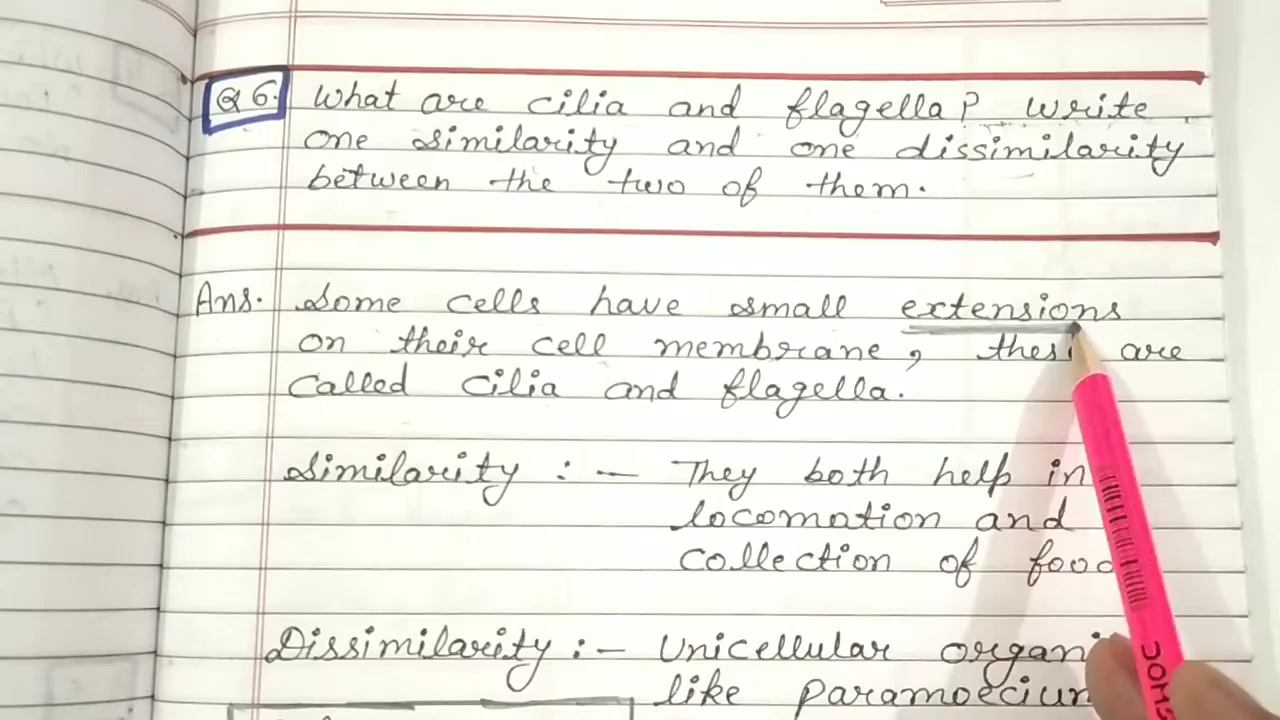 Q 6. What are cilia and flagella? Write
one similarity and one dissimilarity
between the two of them.
Ans. Some cells have small extensions
on their cell membrane, are
called cilia and flagella.
Similarity :- They both help in
locomation and
collection of
Dissimilarity :- Unicellular
like